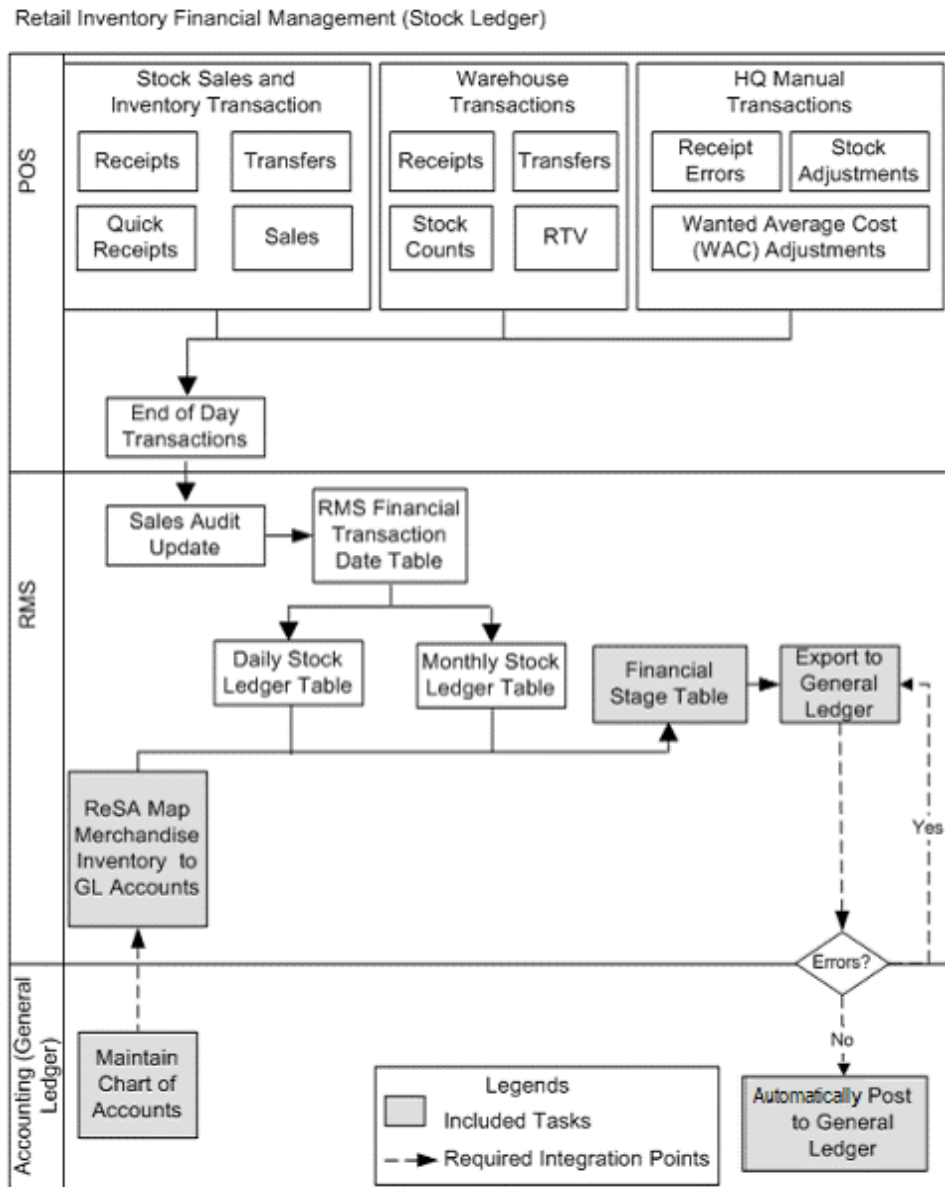 Retail Inventory Financial Management (Stock Ledger)
POS
Stock Sales and
Inventory Transaction
Receipts
Transfers
Quick
Receipts
Sales
Warehouse
Transactions
Receipts
Transfers
Stock
Counts
RTV
HQ Manual
Transactions
Receipt
Errors
Stock
Adjustments
Wanted Average Cost
(WAC) Adjustments
End of Day
Transactions
RMS
Sales Audit
Update
RMS Financial
Transaction
Date Table
Daily Stock
Ledger Table
Monthly Stock
Ledger Table
Financial
Stage Table
Export to
General
Ledger
ReSA Map
Merchandise
Inventory to
GL Accounts
Yes
Errors?
No
Accounting (General
Ledger)
Maintain
Chart of
Accounts
Legends
Included Tasks
Required Integration Points
Automatically Post
to General
Ledger